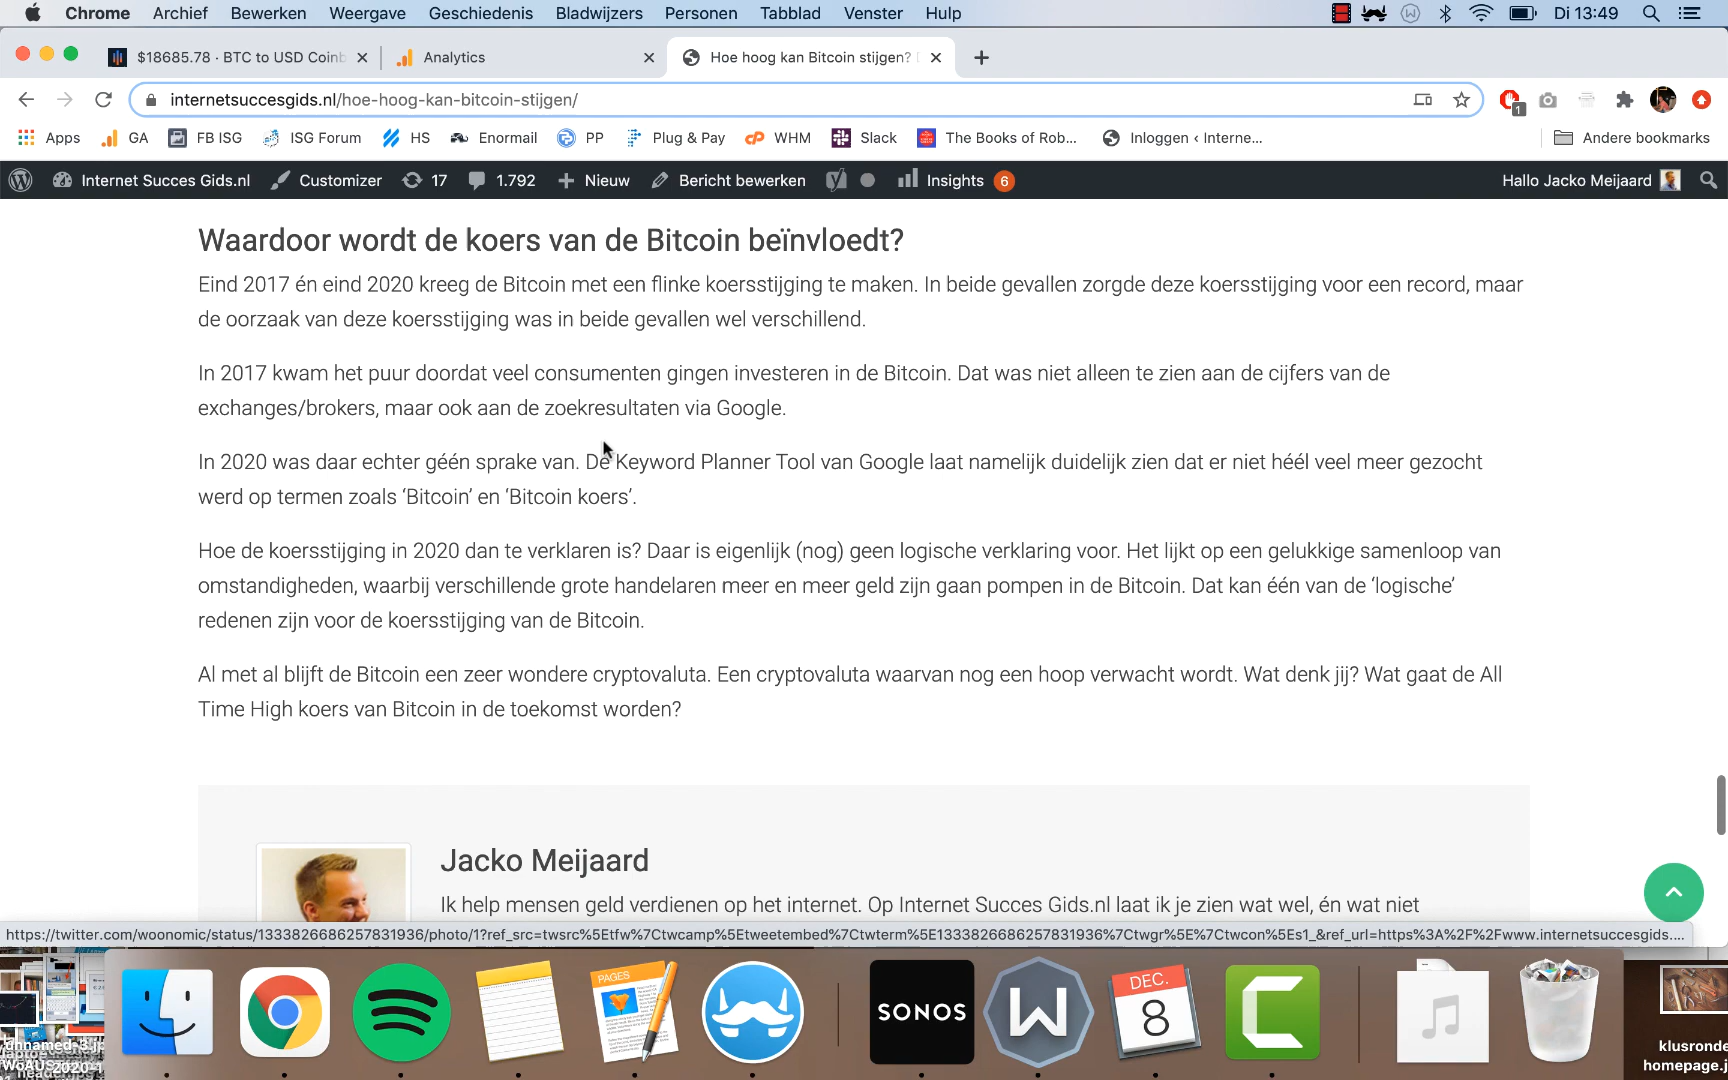 Chrome Archief Bewerken Weergave Geschiedenis Bladwijzers Personen Tabblad Venster Hulp Di 13:49
$18685.78 · BTC to USD Coinb
Analytics
Hoe hoog kan Bitcoin stijgen?
internetsuccesgids.nl/hoe-hoog-kan-bitcoin-stijgen/
1
Apps GA FB ISG ISG Forum HS Enormail PP Plug & Pay WHM Slack The Books of Rob... Inloggen ‹ Interne... Andere bookmarks
Internet Succes Gids.nl Customizer 17 1.792 Nieuw Bericht bewerken Insights 6 Hallo Jacko Meijaard
Waardoor wordt de koers van de Bitcoin beïnvloedt?
Eind 2017 én eind 2020 kreeg de Bitcoin met een flinke koersstijging te maken. In beide gevallen zorgde deze koersstijging voor een record, maar
de oorzaak van deze koersstijging was in beide gevallen wel verschillend.
In 2017 kwam het puur doordat veel consumenten gingen investeren in de Bitcoin. Dat was niet alleen te zien aan de cijfers van de
exchanges/brokers, maar ook aan de zoekresultaten via Google.
In 2020 was daar echter géén sprake van. De Keyword Planner Tool van Google laat namelijk duidelijk zien dat er niet héél veel meer gezocht
werd op termen zoals ‘Bitcoin’ en ‘Bitcoin koers’.
Hoe de koersstijging in 2020 dan te verklaren is? Daar is eigenlijk (nog) geen logische verklaring voor. Het lijkt op een gelukkige samenloop van
omstandigheden, waarbij verschillende grote handelaren meer en meer geld zijn gaan pompen in de Bitcoin. Dat kan één van de ‘logische’
redenen zijn voor de koersstijging van de Bitcoin.
Al met al blijft de Bitcoin een zeer wondere cryptovaluta. Een cryptovaluta waarvan nog een hoop verwacht wordt. Wat denk jij? Wat gaat de All
Time High koers van Bitcoin in de toekomst worden?
Jacko Meijaard
Ik help mensen geld verdienen op het internet. Op Internet Succes Gids.nl laat ik je zien wat wel, én wat niet
https://twitter.com/woonomic/status/1333826686257831936/photo/1?ref_src=twsrc%5Etfw%7Ctwcamp%5Etweetembed%7Ctwterm%5E1333826686257831936%7Ctwgr%5E%7Ctwcon%5Es1_&ref_url=https%3A%2F%2Fwww.internetsuccesgids....
PAGES
SONOS
W
DEC.
8
klusronde
homepage.j